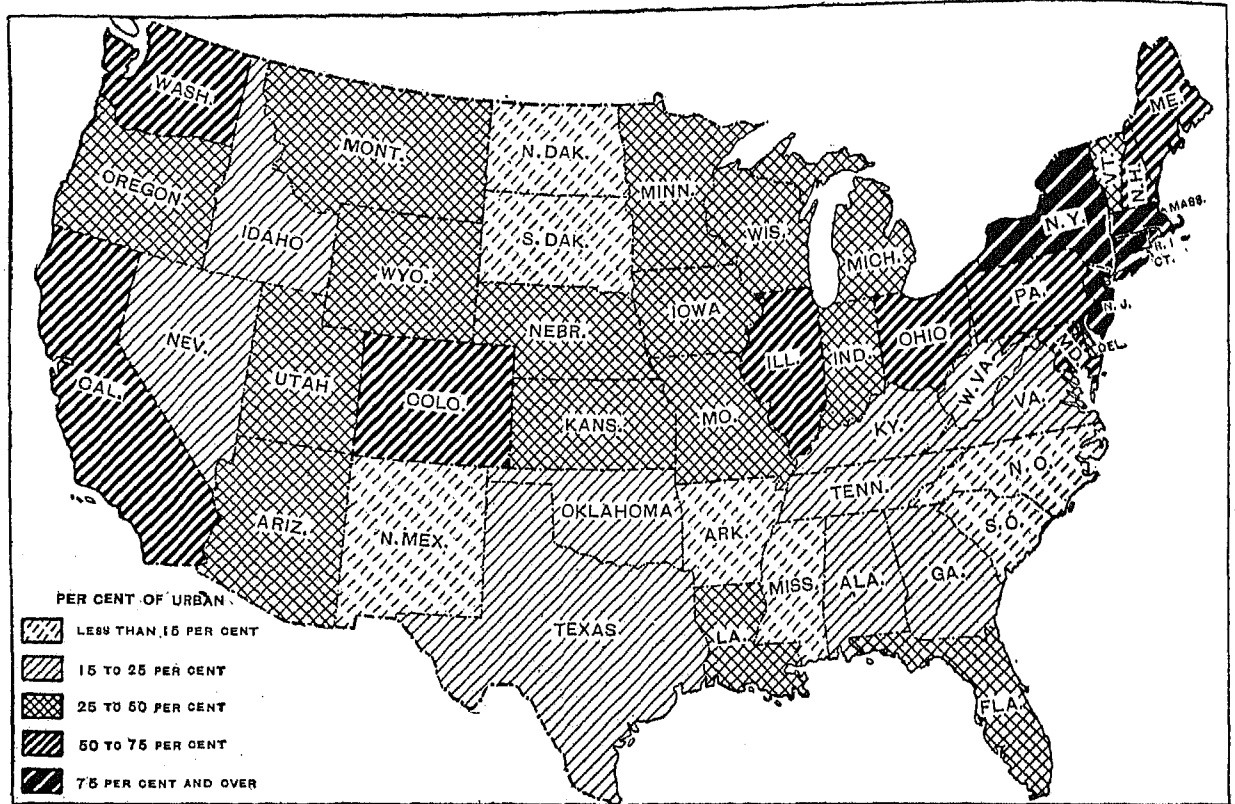 WASH.
ME.
MONT.
N.DAK.
VT.
N.H.
OREGON
MINN.
MASS.
N.Y.
IDAHO
S.DAK.
WIS.
R.I
CT.
MICH.
WYO.
PA.
IOWA
N.J.
NEBR.
NEV.
OHIO
DEL.
MD.
ILL.
IND.
UTAH
W.VA.
CAL.
COLO.
VA.
KANS.
MO.
KY.
N.O.
TENN.
OKLAHOMA
ARIZ.
N.MEX.
ARK.
S.O.
MISS.
ALA.
GA.
TEXAS
LA.
FLA.
PER CENT OF URBAN
LESS THAN 15 PER CENT
15 TO 25 PER CENT
25 TO 50 PER CENT
50 TO 75 PER CENT
75 PER CENT AND OVER